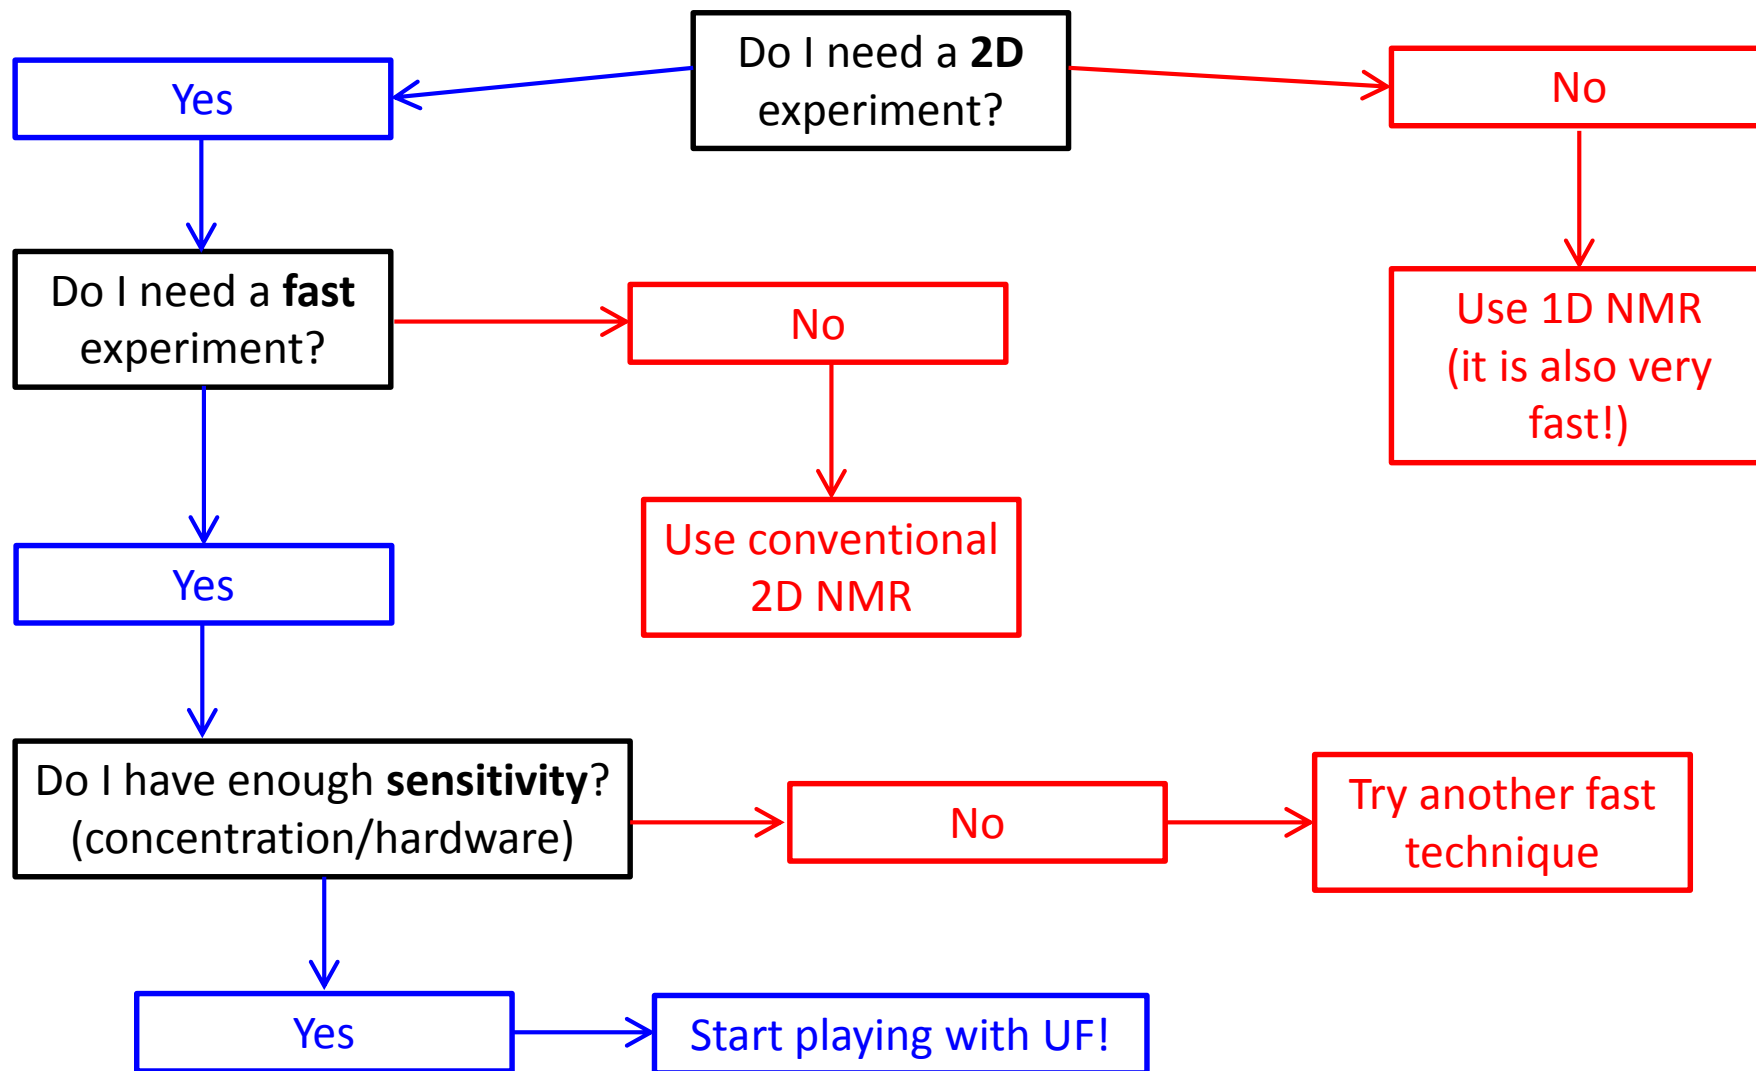 Do I need a 2D
experiment?
Yes
No
Do I need a fast
experiment?
No
Use 1D NMR
(it is also very
fast!)
Yes
Use conventional
2D NMR
Do I have enough sensitivity?
(concentration/hardware)
No
Try another fast
technique
Yes
Start playing with UF!